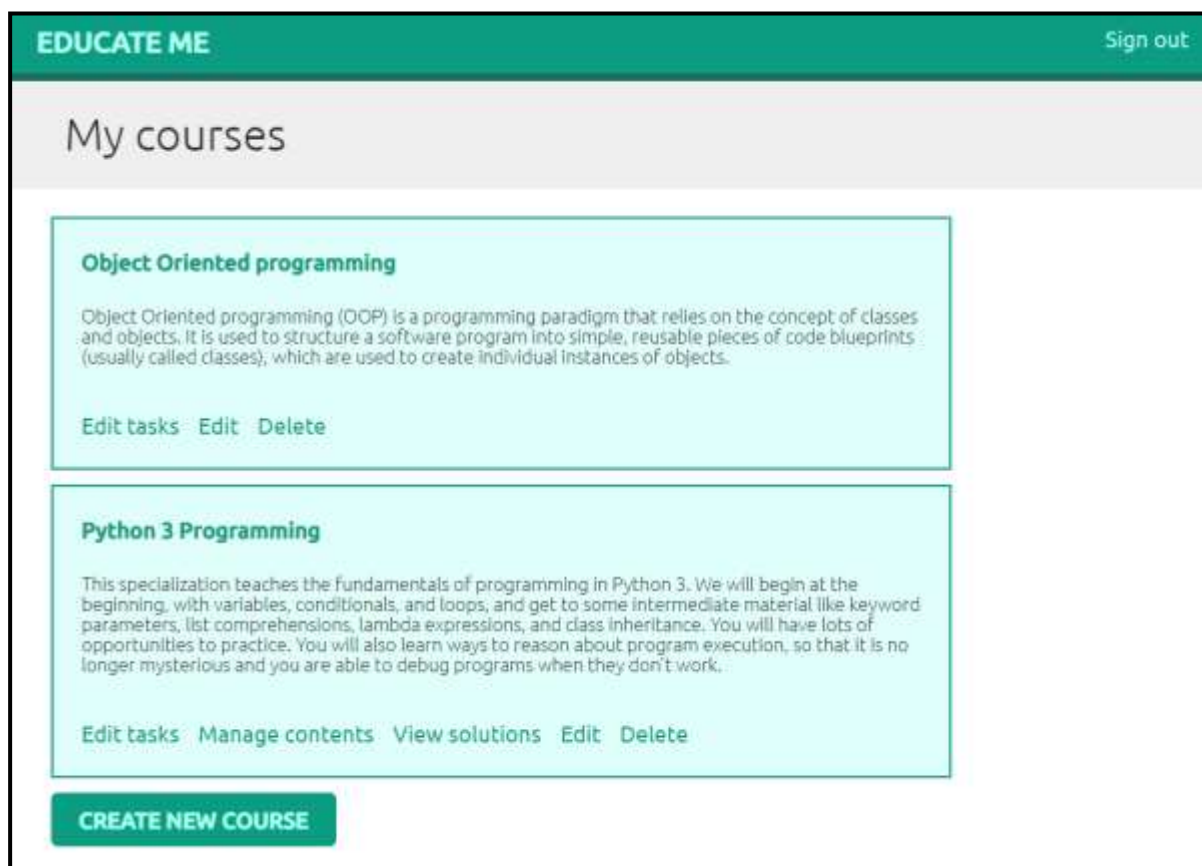 EDUCATE ME
Sign out
My courses
Object Oriented programming
Object Oriented programming (OOP) is a programming paradigm that relies on the concept of classes
and objects. It is used to structure a software program into simple, reusable pieces of code blueprints
(usually called classes), which are used to create individual instances of objects.
Edit tasks Edit Delete
Python 3 Programming
This specialization teaches the fundamentals of programming in Python 3. We will begin at the
beginning, with variables, conditionals, and loops, and get to some intermediate material like keyword
parameters, list comprehensions, lambda expressions, and class inheritance. You will have lots of
opportunities to practice. You will also learn ways to reason about program execution, so that it is no
longer mysterious and you are able to debug programs when they don't work.
Edit tasks Manage contents View solutions Edit Delete
CREATE NEW COURSE